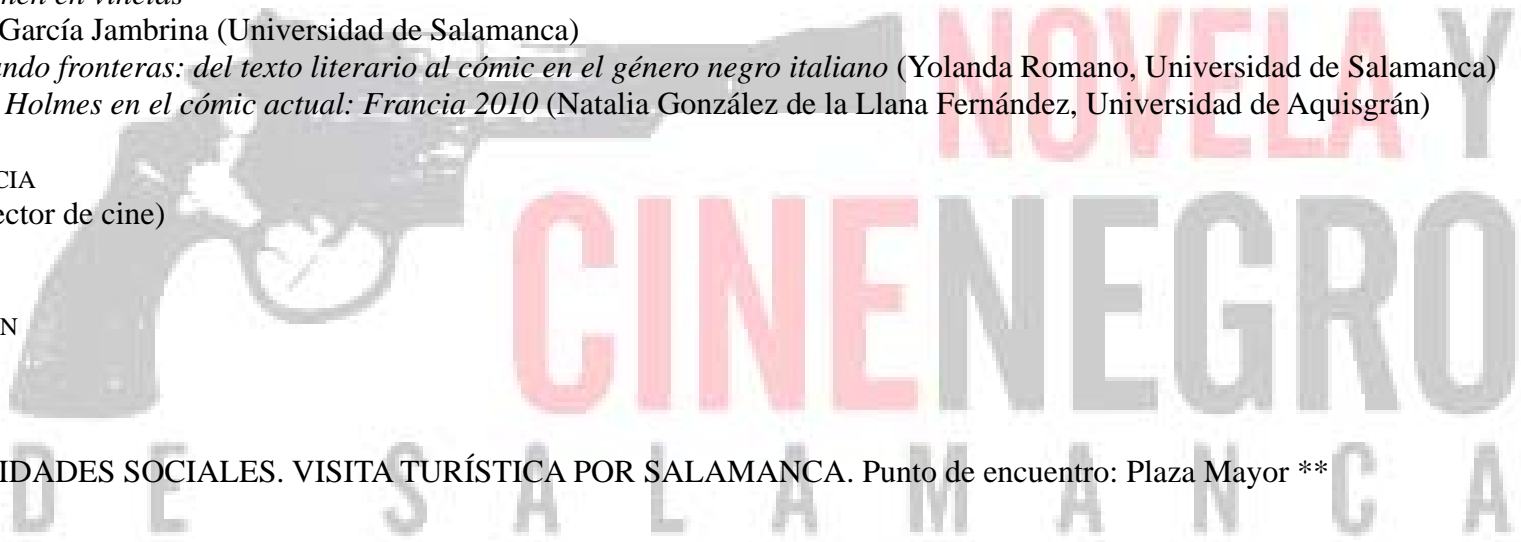 men en viñetas
García Jambrina (Universidad de Salamanca)
ando fronteras: del texto literario al cómic en el género negro italiano (Yolanda Romano, Universidad de Salamanca)
Holmes en el cómic actual: Francia 2010 (Natalia González de la Llana Fernández, Universidad de Aquisgrán)
CIA
ector de cine)
N
IDADES SOCIALES. VISITA TURÍSTICA POR SALAMANCA. Punto de encuentro: Plaza Mayor **
NOVELA Y
CINENEGRO
DE SALAMANCA